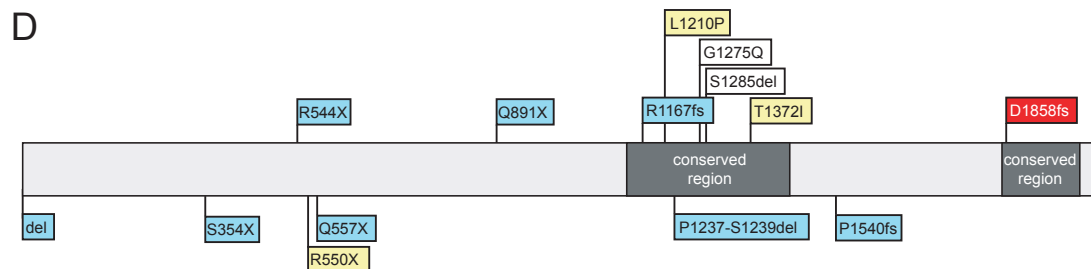 D
L1210P
G1275Q
S1285del
R544X
Q891X
R1167fs
T1372I
D1858fs
conserved
region
conserved
region
del
S354X
Q557X
P1237-S1239del
P1540fs
R550X